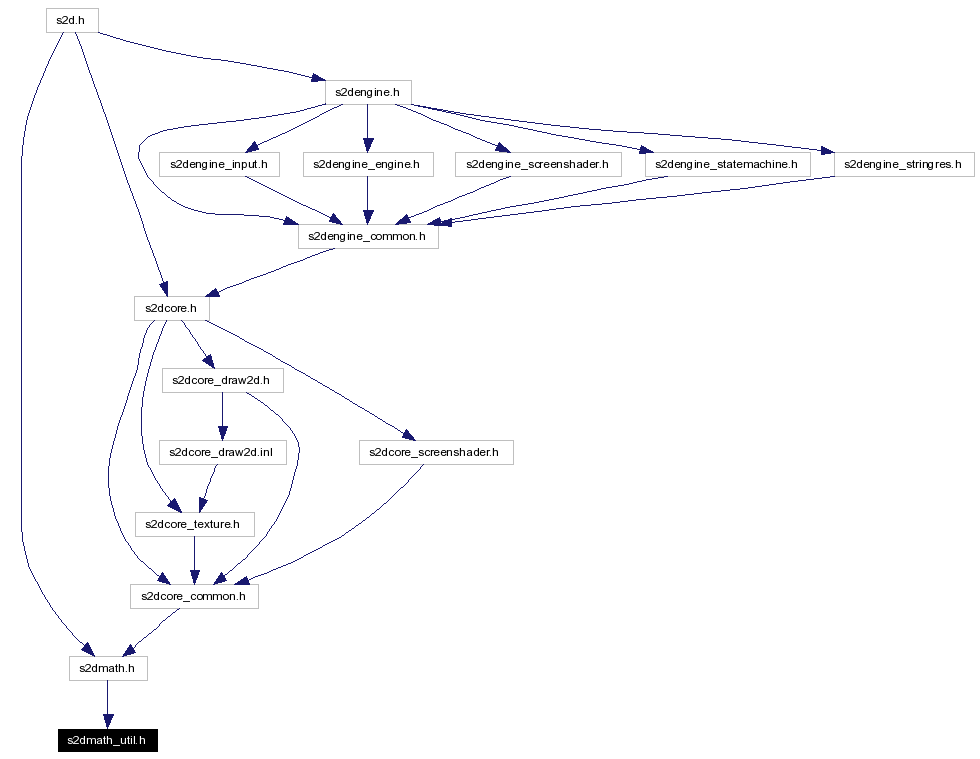 s2d.h
s2dengine.h
s2dengine_input.h
s2dengine_engine.h
s2dengine_screenshader.h
s2dengine_statemachine.h
s2dengine_stringres.h
s2dengine_common.h
s2dcore.h
s2dcore_draw2d.h
s2dcore_draw2d.inl
s2dcore_screenshader.h
s2dcore_texture.h
s2dcore_common.h
s2dmath.h
s2dmath_util.h